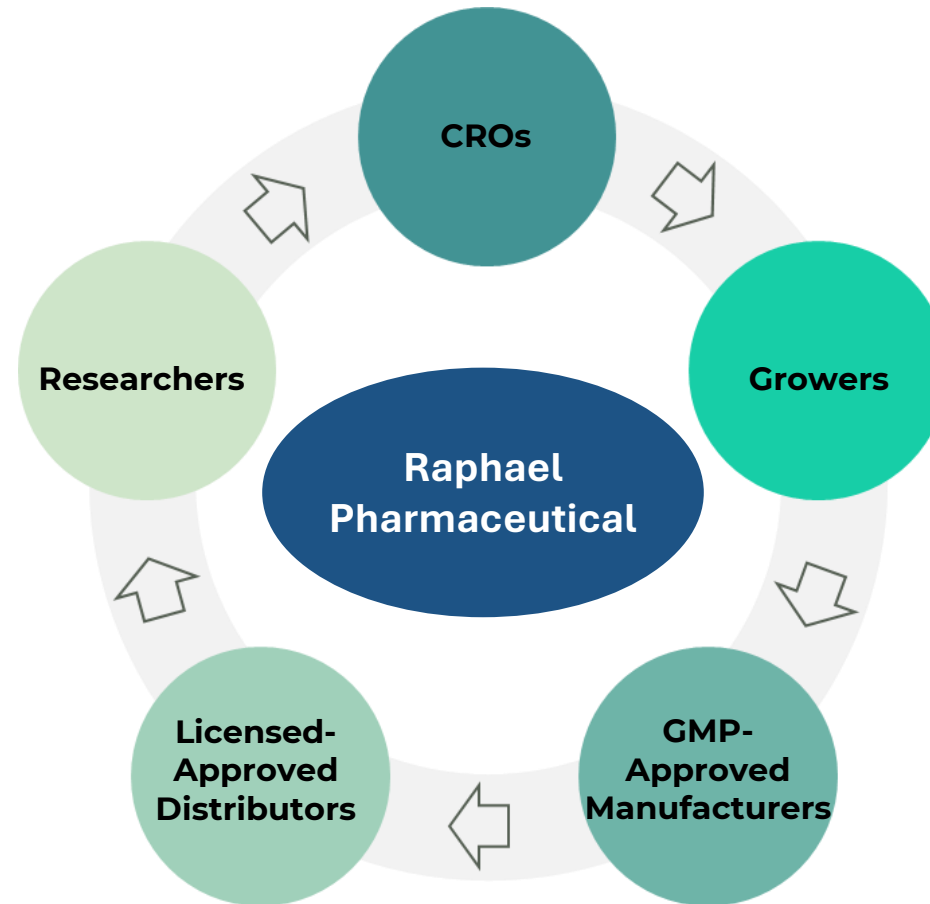 CROs
Researchers
Growers
Raphael
Pharmaceutical
Licensed-
Approved
Distributors
GMP-
Approved
Manufacturers